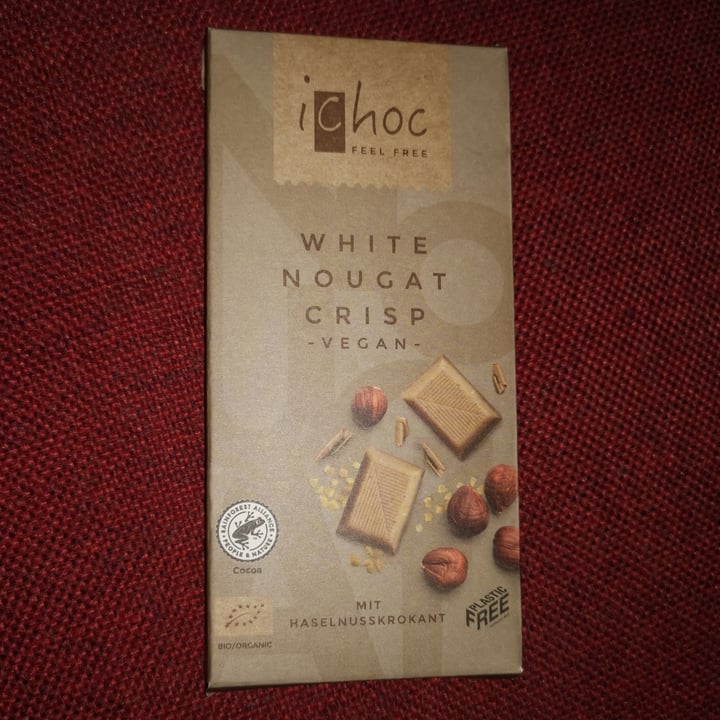 ichoc
FEEL FREE
WHITE
NOUGAT
CRISP
-VEGAN-
RAINFOREST ALLIANCE
PEOPLE & NATURE
Cocoa
BIO/ORGANIC
MIT
HASELNUSSKROKANT
PLASTIC
FREE